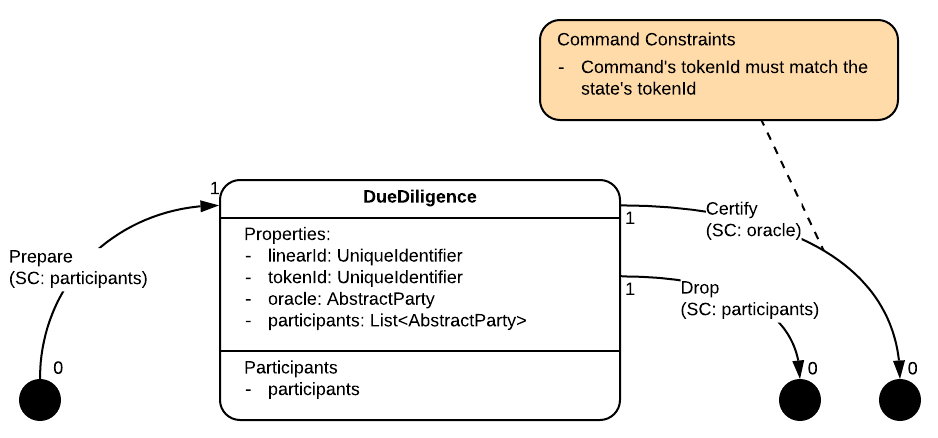 Command Constraints
- Command's tokenId must match the
state's tokenId
1
DueDiligence
Prepare
(SC: participants)
0
Properties:
- linearId: UniqueIdentifier
- tokenId: UniqueIdentifier
- oracle: AbstractParty
- participants: List<AbstractParty>
Participants
- participants
1
Certify
(SC: oracle)
1
Drop
(SC: participants)
0
0